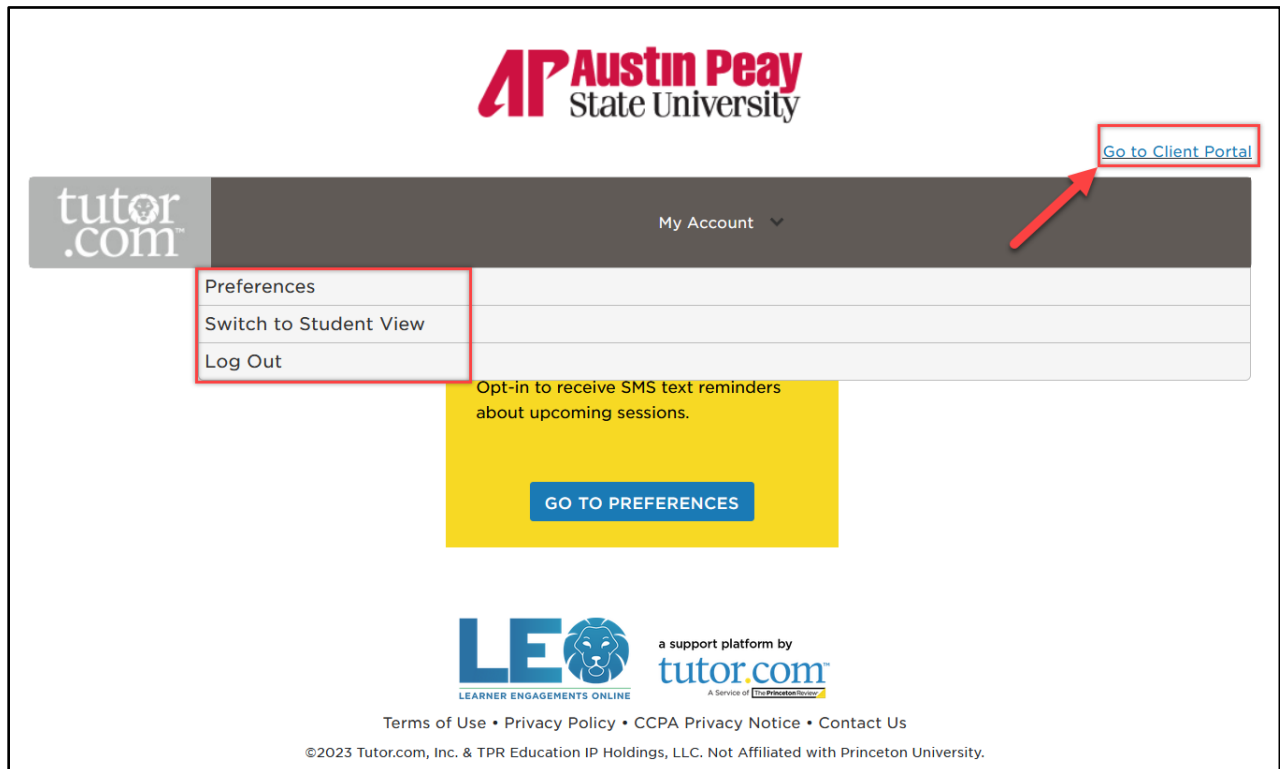 AP Austin Peay
State University
Go to Client Portal
tutor
.com™
My Account
Preferences
Switch to Student View
Log Out
Opt-in to receive SMS text reminders
about upcoming sessions.
GO TO PREFERENCES
LEO
LEARNER ENGAGEMENTS ONLINE
a support platform by
tutor.com™
A Service of The Princeton Review
Terms of Use • Privacy Policy • CCPA Privacy Notice • Contact Us
©2023 Tutor.com, Inc. & TPR Education IP Holdings, LLC. Not Affiliated with Princeton University.